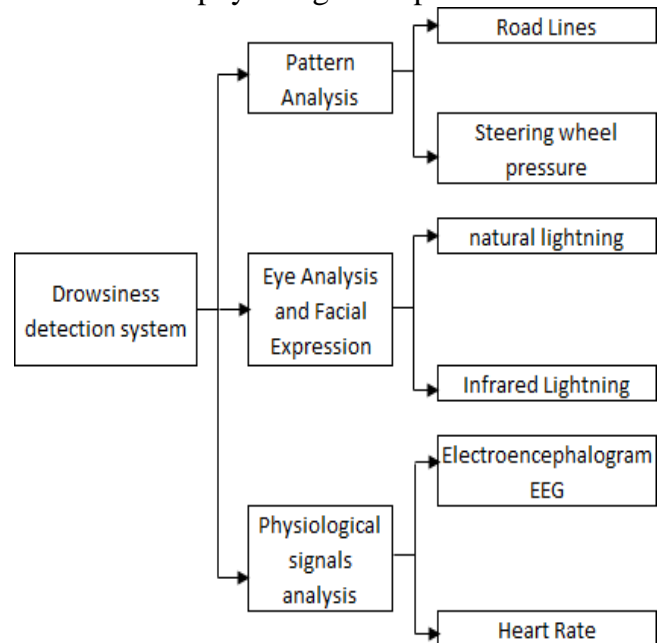 Road Lines
Pattern
Analysis
Steering wheel
pressure
natural lightning
Drowsiness
detection system
Eye Analysis
and Facial
Expression
Infrared Lightning
Electroencephalogram
EEG
Physiological
signals
analysis
Heart Rate